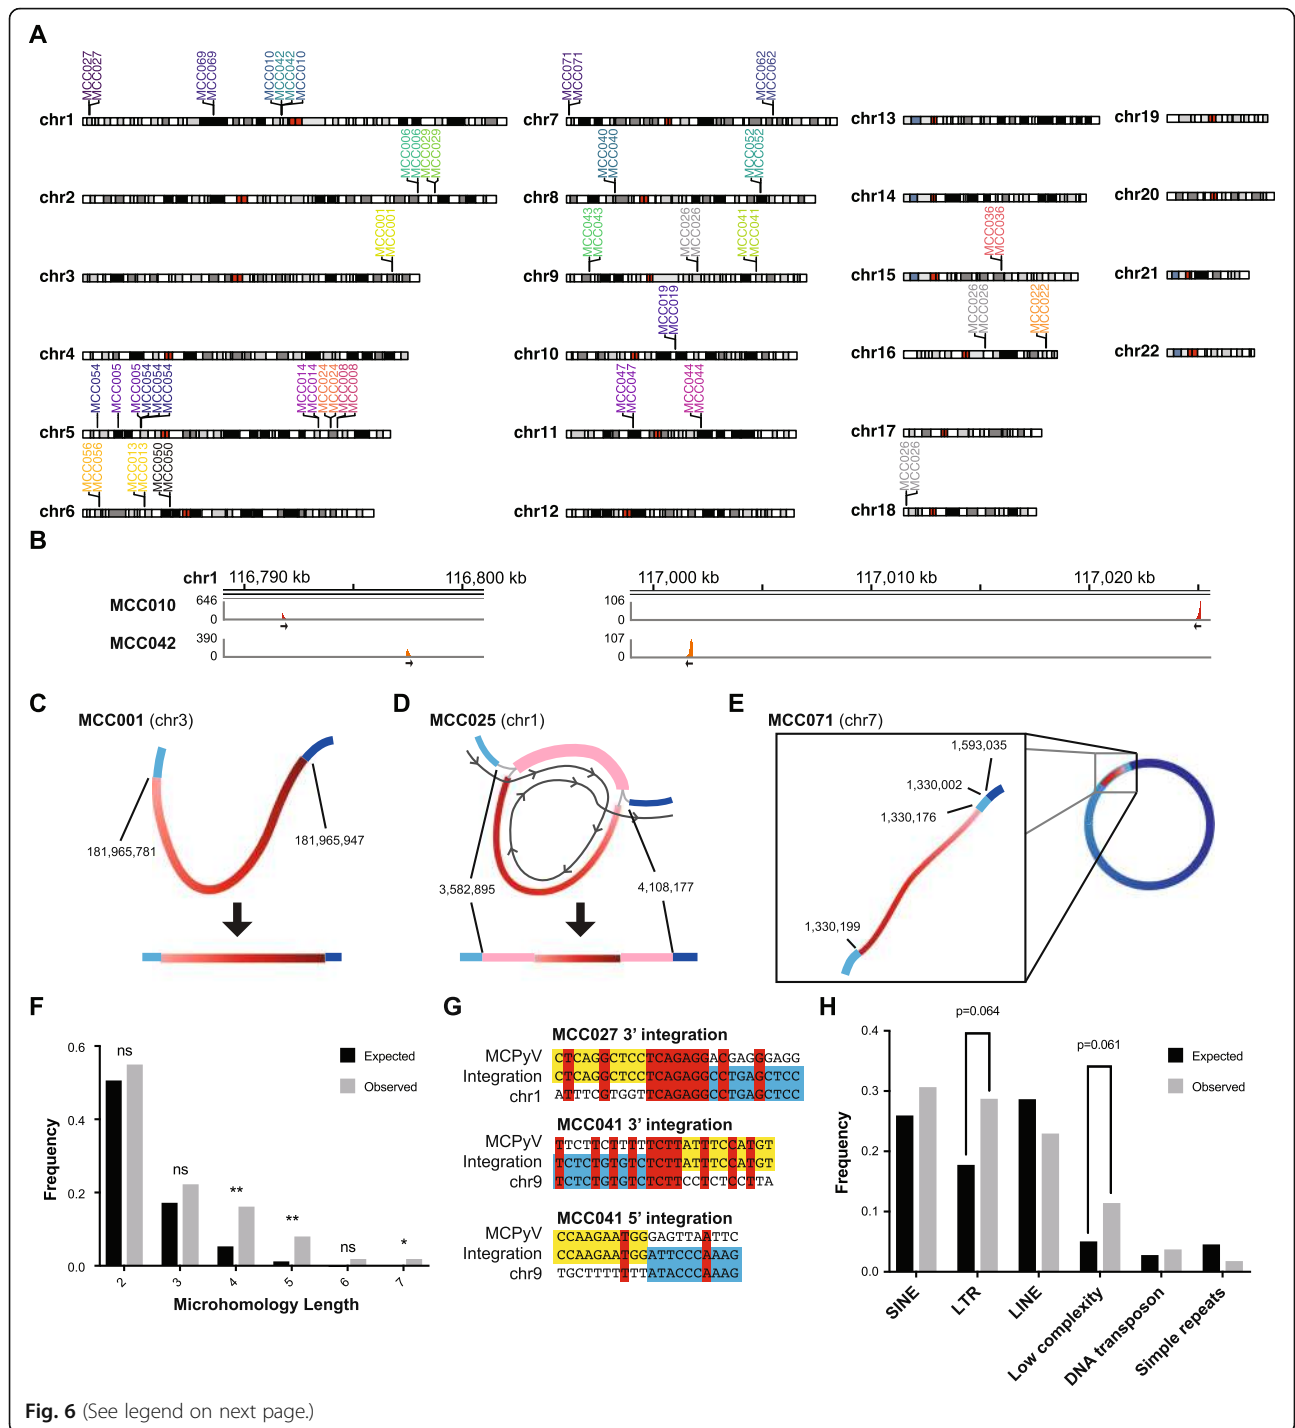 A
MCC027
MCC027
MCC069
MCC069
MCC010
MCC042
MCC042
MCC010
MCC071
MCC071
MCC062
MCC062
chr1
chr7
chr13
chr19
MCC006
MCC006
MCC029
MCC029
MCC040
MCC040
MCC052
MCC052
chr2
chr8
chr14
chr20
MCC001
MCC001
MCC043
MCC043
MCC026
MCC026
MCC041
MCC041
MCC036
MCC036
chr3
chr9
chr15
chr21
MCC019
MCC019
MCC026
MCC026
MCC022
MCC022
chr4
chr10
chr16
chr22
MCC054
MCC005
MCC005
MCC054
MCC054
MCC054
MCC014
MCC014
MCC024
MCC024
MCC008
MCC008
MCC047
MCC047
MCC044
MCC044
chr5
chr11
chr17
MCC056
MCC056
MCC013
MCC013
MCC050
MCC050
MCC026
MCC026
chr6
chr12
chr18
B
chr1 116,790 kb 116,800 kb 117,000 kb 117,010 kb 117,020 kb
MCC010 646 0 106 0
MCC042 390 0 107 0
C
MCC001 (chr3)
181,965,781
181,965,947
D
MCC025 (chr1)
3,582,895
4,108,177
E
MCC071 (chr7)
1,593,035
1,330,002
1,330,176
1,330,199
F
Frequency
0.6
0.4
0.2
0.0
ns
ns
**
**
ns
*
Expected
Observed
2 3 4 5 6 7
Microhomology Length
G
MCC027 3’ integration
MCPyV CTCAGGCTCCTCAGAGGACGAGGGAGG
Integration CTCAGGCTCCTCAGAGGCCTGAGCTCC
chr1 ATTTCGTGGTTCAGAGGCCTGAGCTCC
MCC041 3’ integration
MCPyV TTCTTCTTTTTCTTATTTCCATGT
Integration TCTCTGTGTCTCTTATTTCCATGT
chr9 TCTCTGTGTCTCTTCCTCTCCTTA
MCC041 5’ integration
MCPyV CCAAGAATGGGAGTTAATTC
Integration CCAAGAATGGATTCCCAAAG
chr9 TGCTTTTTTTATACCCAAAG
H
Frequency
0.4
0.3
0.2
0.1
0.0
p=0.064
p=0.061
Expected
Observed
SINE
LTR
LINE
Low complexity
DNA transposon
Simple repeats
Fig. 6 (See legend on next page.)